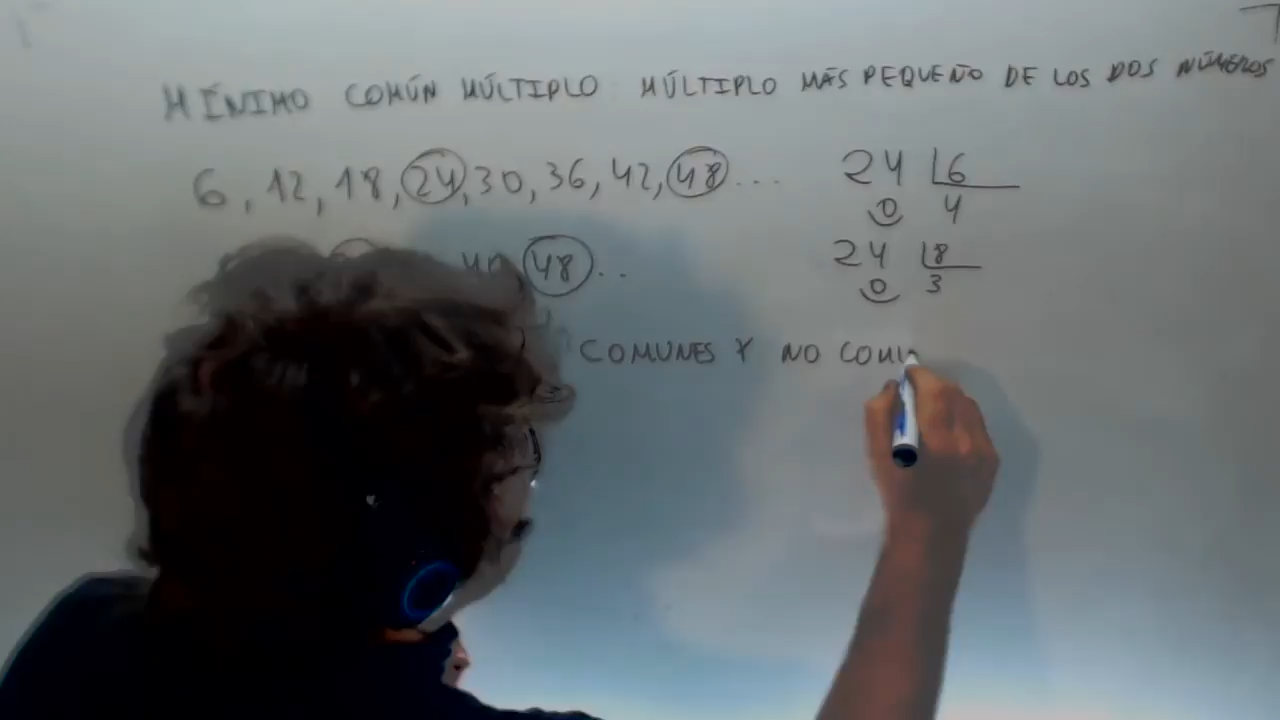 MÍNIMO COMÚN MÚLTIPLO MÚLTIPLO MÁS PEQUEÑO DE LOS DOS NÚMEROS
6, 12, 18, 24, 30, 36, 42, 48 ... 24 6
0 4
48 .. 24 8
0 3
COMUNES Y NO COMU